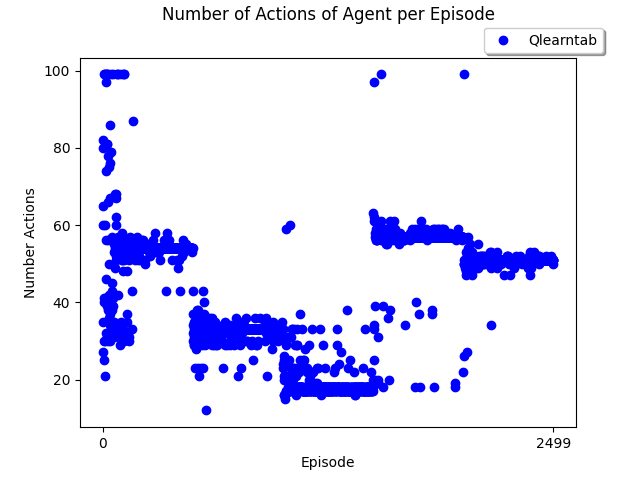 Number of Actions of Agent per Episode
Qlearntab
100
80
60
40
20
Number Actions
0
2499
Episode